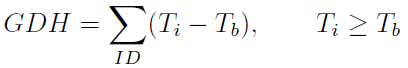 GDH = ∑_{ID} (T_i − T_b),    T_i ≥ T_b